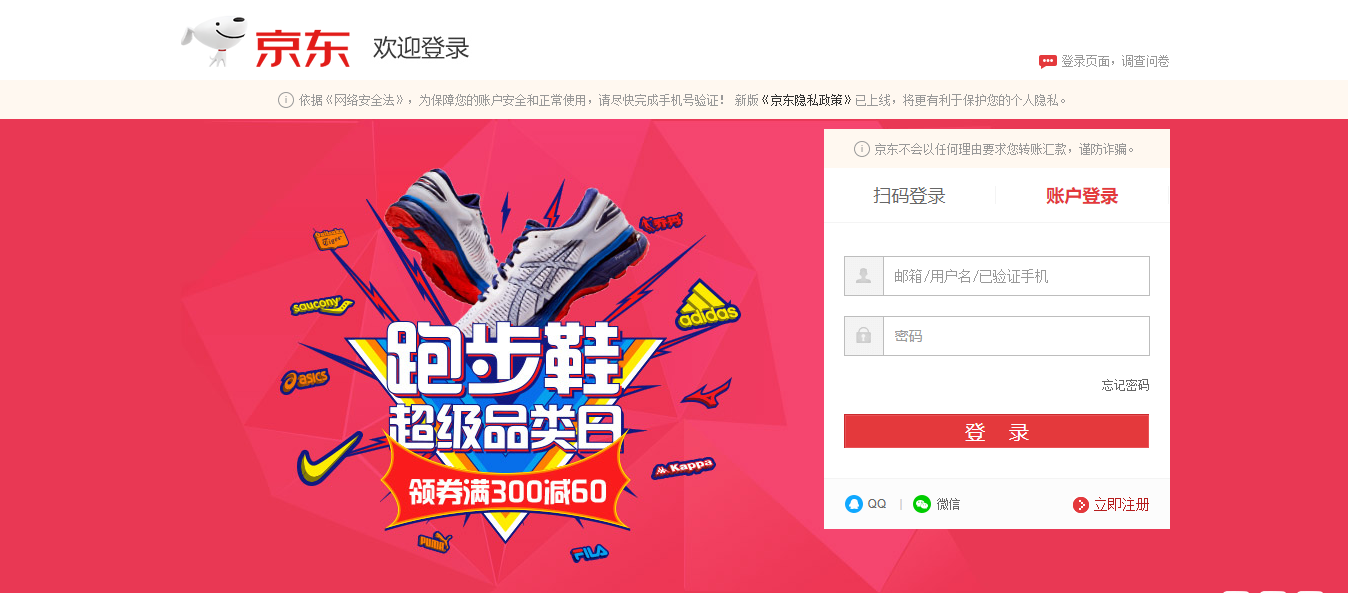 京东 欢迎登录
登录页面，调查问卷
依据《网络安全法》，为保障您的账户安全和正常使用，请尽快完成手机号验证！ 新版《京东隐私政策》已上线，将更有利于保护您的个人隐私。
京东不会以任何理由要求您转账汇款，谨防诈骗。
扫码登录 账户登录
邮箱/用户名/已验证手机
密码
忘记密码
登 录
QQ | 微信 立即注册
乔丹
Onitsuka Tiger
saucony
adidas
跑步鞋
asics
超级品类日
Kappa
领券满300减60
PUMA
FILA